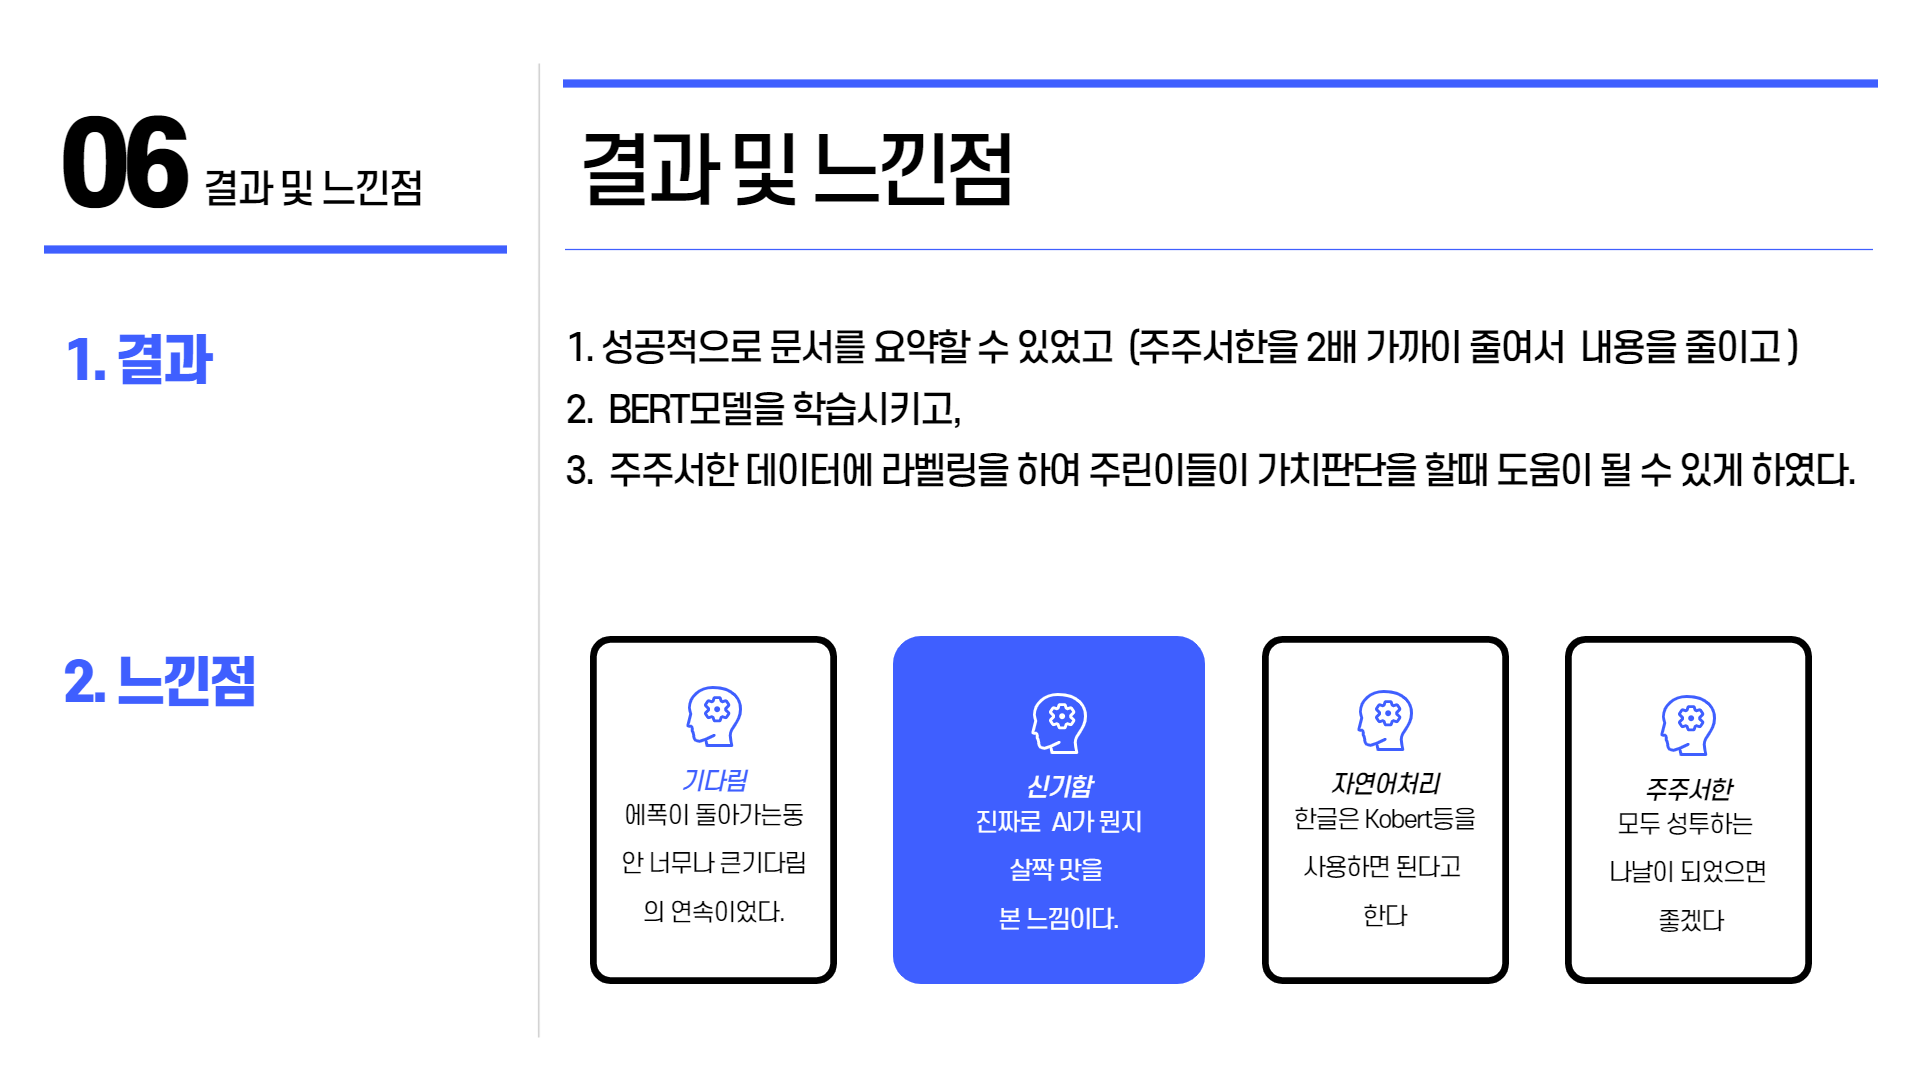 06 결과 및 느낀점
결과 및 느낀점
1. 결과
1. 성공적으로 문서를 요약할 수 있었고 (주주서한을 2배 가까이 줄여서 내용을 줄이고 )
2. BERT모델을 학습시키고,
3. 주주서한 데이터에 라벨링을 하여 주린이들이 가치판단을 할때 도움이 될 수 있게 하였다.
2. 느낀점
기다림
에폭이 돌아가는동
안 너무나 큰기다림
의 연속이었다.
신기함
진짜로 AI가 뭔지
살짝 맛을
본 느낌이다.
자연어처리
한글은 Kobert등을
사용하면 된다고
한다
주주서한
모두 성투하는
나날이 되었으면
좋겠다